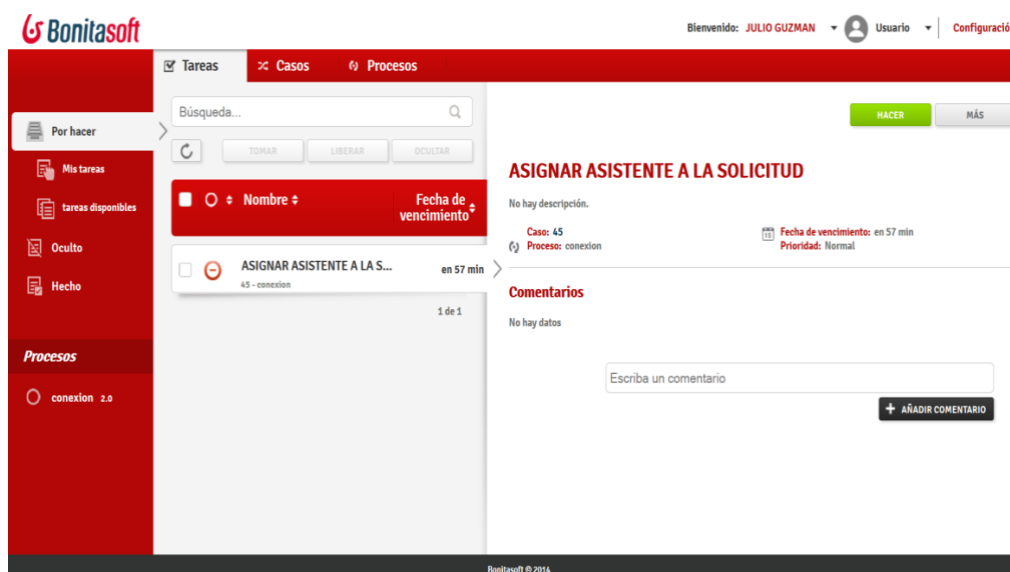 Bonitasoft
Bienvenido: JULIO GUZMAN
Usuario
Configuració
Tareas
Casos
Procesos
Por hacer
Mis tareas
tareas disponibles
Oculto
Hecho
Procesos
conexion 2.0
Búsqueda...
TOMAR
LIBERAR
OCULTAR
Nombre
Fecha de
vencimiento
ASIGNAR ASISTENTE A LA S...
en 57 min
45 - conexion
1 de 1
HACER
MÁS
ASIGNAR ASISTENTE A LA SOLICITUD
No hay descripción.
Caso: 45
Proceso: conexion
Fecha de vencimiento: en 57 min
Prioridad: Normal
Comentarios
No hay datos
Escriba un comentario
+ AÑADIR COMENTARIO
Bonitasoft © 2014